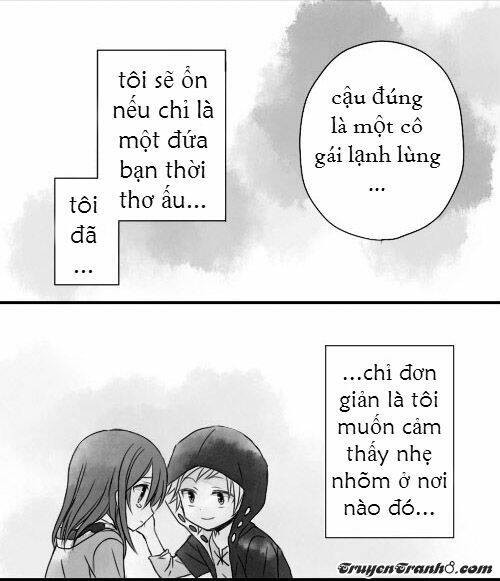 cậu đúng
là một cô
gái lạnh lùng
...
tôi sẽ ổn
nếu chỉ là
một đứa
bạn thời
thơ ấu...
tôi
đã
...
...chỉ đơn
giản là tôi
muốn cảm
thấy nhẹ
nhõm ở nơi
nào đó...
TruyenTranh8.com